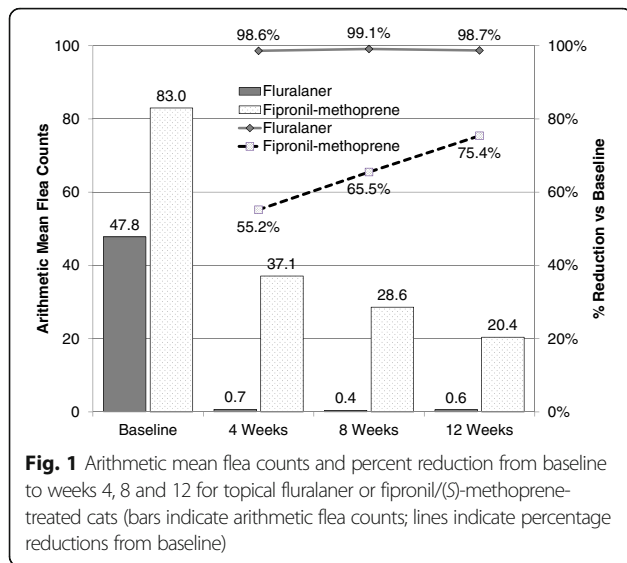 98.6% 99.1% 98.7%
100 100%
Fluralaner
83.0 Fipronil-methoprene
Fluralaner
80 Fipronil-methoprene 80%
75.4%
65.5%
60 60%
55.2%
47.8
Arithmetic Mean Flea Counts
% Reduction vs Baseline
40 37.1 40%
28.6
20 20.4 20%
0.7 0.4 0.6
0 0%
Baseline 4 Weeks 8 Weeks 12 Weeks
Fig. 1 Arithmetic mean flea counts and percent reduction from baseline
to weeks 4, 8 and 12 for topical fluralaner or fipronil/(S)-methoprene-
treated cats (bars indicate arithmetic flea counts; lines indicate percentage
reductions from baseline)